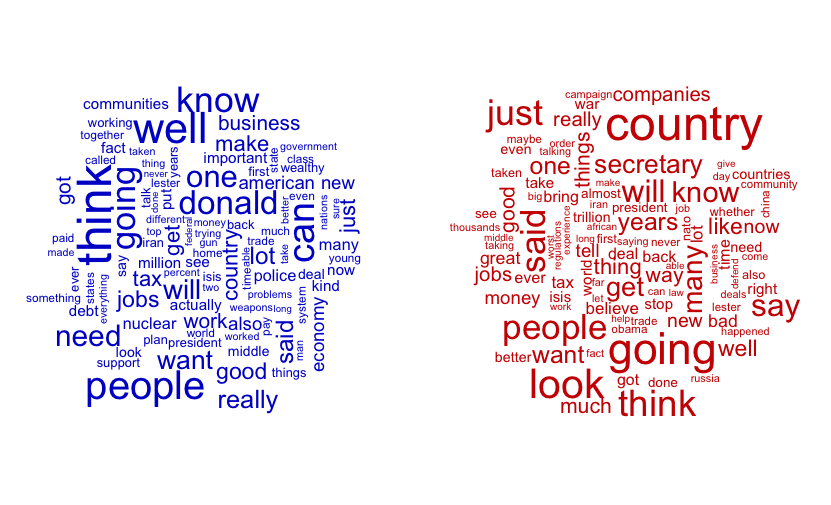 communities
know
working
well
business
together
fact
taken
make
government
called
thing
years
important
state
class
never
first
wealthy
got
think
going
talk
done
lester
put
one
american
new
donald
can
better
even
nations
sure
just
paid
made
different
top
iran
get
federal
trying
gun
home
money
back
country
timeable
trade
lot
much
take
many
young
ever
say
million
see
percent
isis
two
police
deal
now
kind
something
states
everything
tax
will
jobs
actually
problems
weapons
long
debt
nuclear
work
also
pay
said
system
man
economy
need
plan
president
world
worked
look
support
want
middle
good
things
people
really
campaign
companies
war
just
really
country
maybe
even
order
talking
things
one
secretary
give
day
countries
taken
take
make
community
good
big
bring
almost
will
know
china
see
iran
president
job
thousands
trillion
years
nato
whether
like
now
middle
taking
said
worst
regulations
experience
african
long
first
saying
never
many
lot
great
tell
deal
back
business
time
need
come
jobs
ever
world
thing
way
able
defend
also
tax
far
get
can
law
deals
right
money
isis
work
let
believe
stop
lester
say
people
help
trade
obama
new
bad
happened
better
want
fact
going
well
look
got
done
russia
much
think